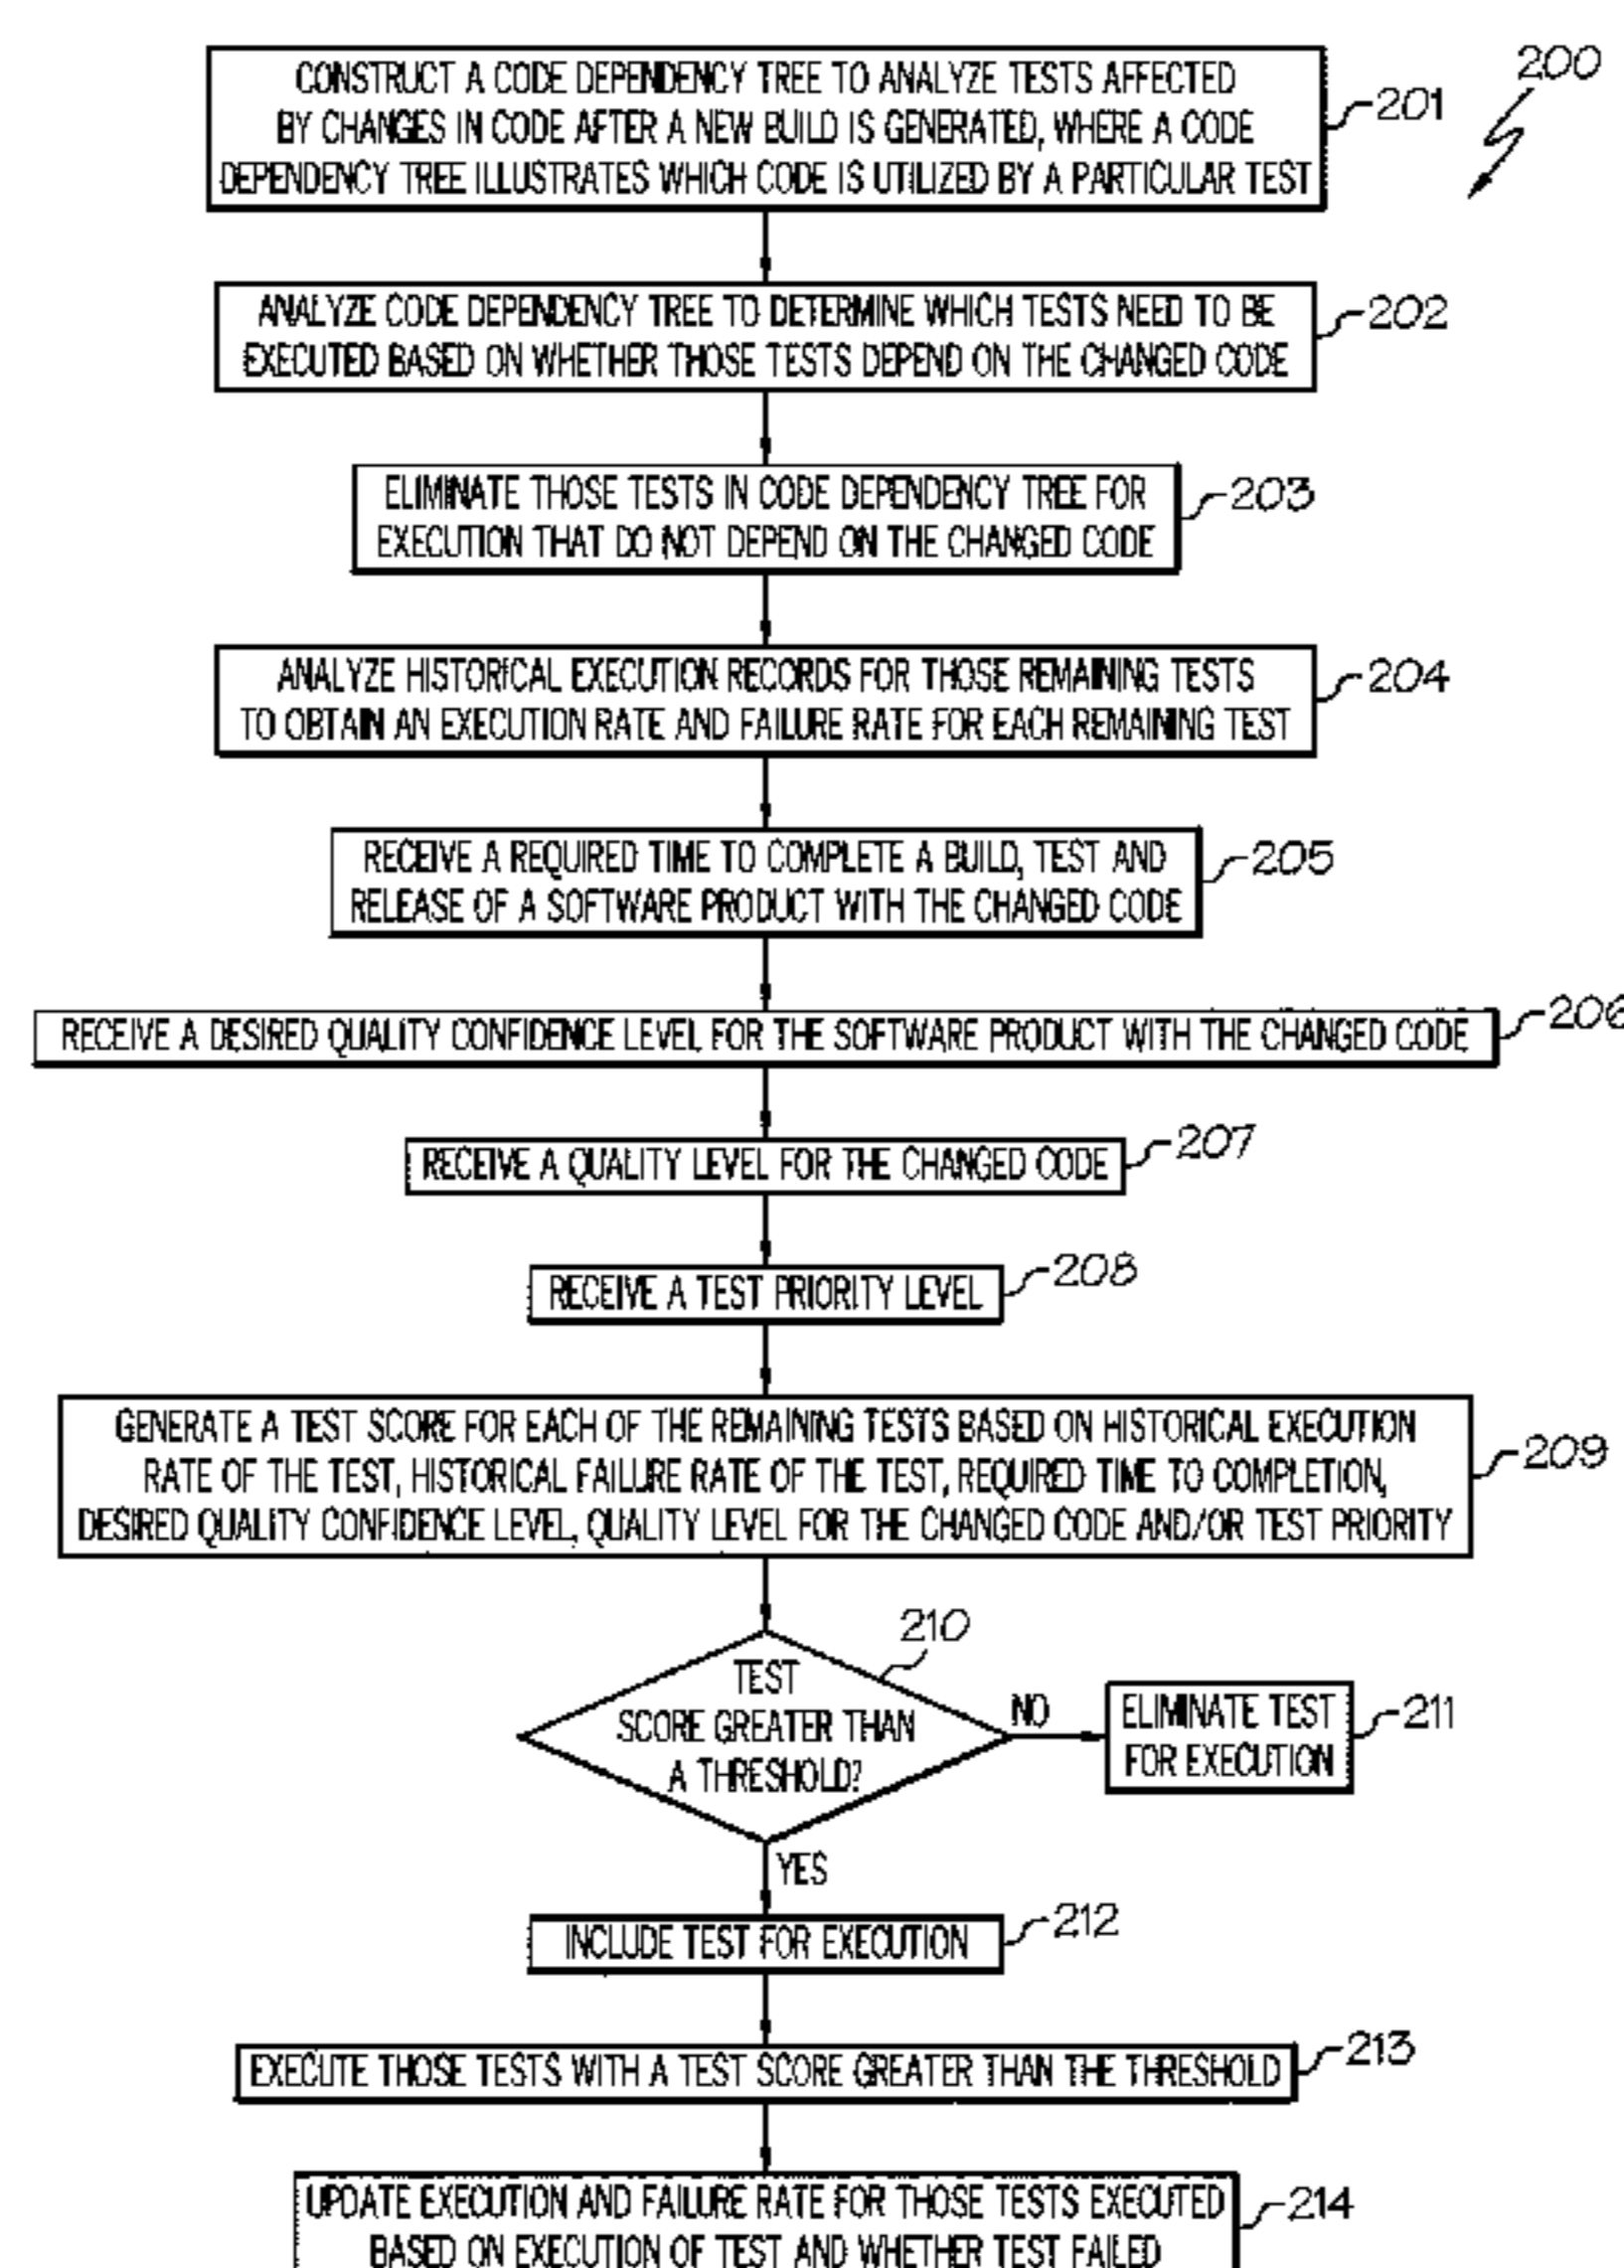 200
CONSTRUCT A CODE DEPENDENCY TREE TO ANALYZE TESTS AFFECTED
BY CHANGES IN CODE AFTER A NEW BUILD IS GENERATED, WHERE A CODE
DEPENDENCY TREE ILLUSTRATES WHICH CODE IS UTILIZED BY A PARTICULAR TEST
201
ANALYZE CODE DEPENDENCY TREE TO DETERMINE WHICH TESTS NEED TO BE
EXECUTED BASED ON WHETHER THOSE TESTS DEPEND ON THE CHANGED CODE
202
ELIMINATE THOSE TESTS IN CODE DEPENDENCY TREE FOR
EXECUTION THAT DO NOT DEPEND ON THE CHANGED CODE
203
ANALYZE HISTORICAL EXECUTION RECORDS FOR THOSE REMAINING TESTS
TO OBTAIN AN EXECUTION RATE AND FAILURE RATE FOR EACH REMAINING TEST
204
RECEIVE A REQUIRED TIME TO COMPLETE A BUILD, TEST AND
RELEASE OF A SOFTWARE PRODUCT WITH THE CHANGED CODE
205
RECEIVE A DESIRED QUALITY CONFIDENCE LEVEL FOR THE SOFTWARE PRODUCT WITH THE CHANGED CODE
206
RECEIVE A QUALITY LEVEL FOR THE CHANGED CODE
207
RECEIVE A TEST PRIORITY LEVEL
208
GENERATE A TEST SCORE FOR EACH OF THE REMAINING TESTS BASED ON HISTORICAL EXECUTION
RATE OF THE TEST, HISTORICAL FAILURE RATE OF THE TEST, REQUIRED TIME TO COMPLETION,
DESIRED QUALITY CONFIDENCE LEVEL, QUALITY LEVEL FOR THE CHANGED CODE AND/OR TEST PRIORITY
209
210
TEST
SCORE GREATER THAN
A THRESHOLD?
NO
ELIMINATE TEST
FOR EXECUTION
211
YES
INCLUDE TEST FOR EXECUTION
212
EXECUTE THOSE TESTS WITH A TEST SCORE GREATER THAN THE THRESHOLD
213
UPDATE EXECUTION AND FAILURE RATE FOR THOSE TESTS EXECUTED
BASED ON EXECUTION OF TEST AND WHETHER TEST FAILED
214